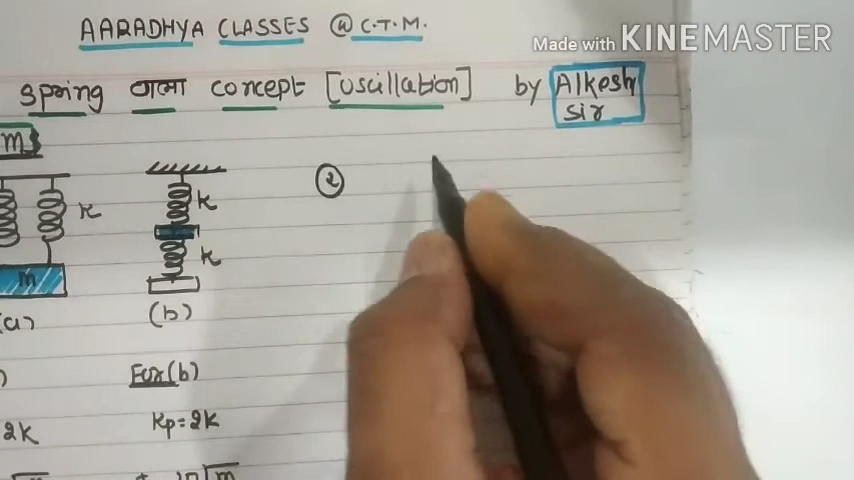 AARADHYA CLASSES @ C.T.M.
Made with KINEMASTER
Spring वाला concept [oscillation] by Alkesh
sir
m
k
k
k
m
②
(a)
(b)
For(b)
2k
Kp=2k
m
m